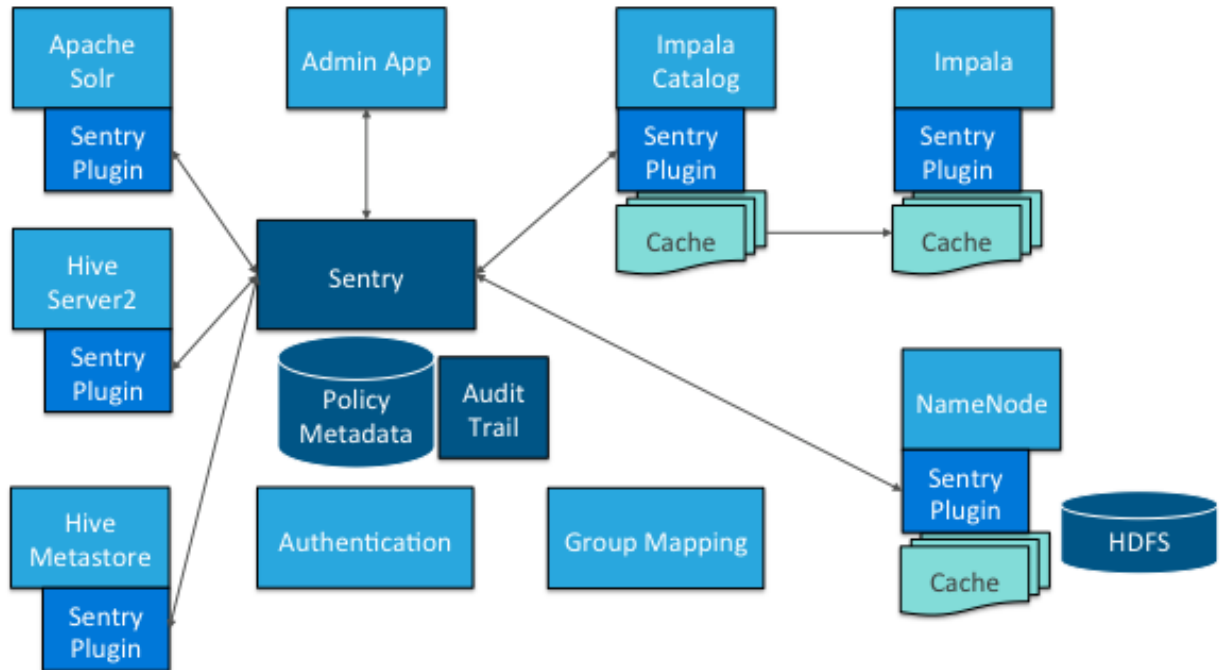 Apache
Solr
Sentry
Plugin
Admin App
Impala
Catalog
Sentry
Plugin
Cache
Impala
Sentry
Plugin
Cache
Hive
Server2
Sentry
Plugin
Sentry
Policy
Metadata
Audit
Trail
NameNode
Sentry
Plugin
Cache
HDFS
Hive
Metastore
Sentry
Plugin
Authentication
Group Mapping